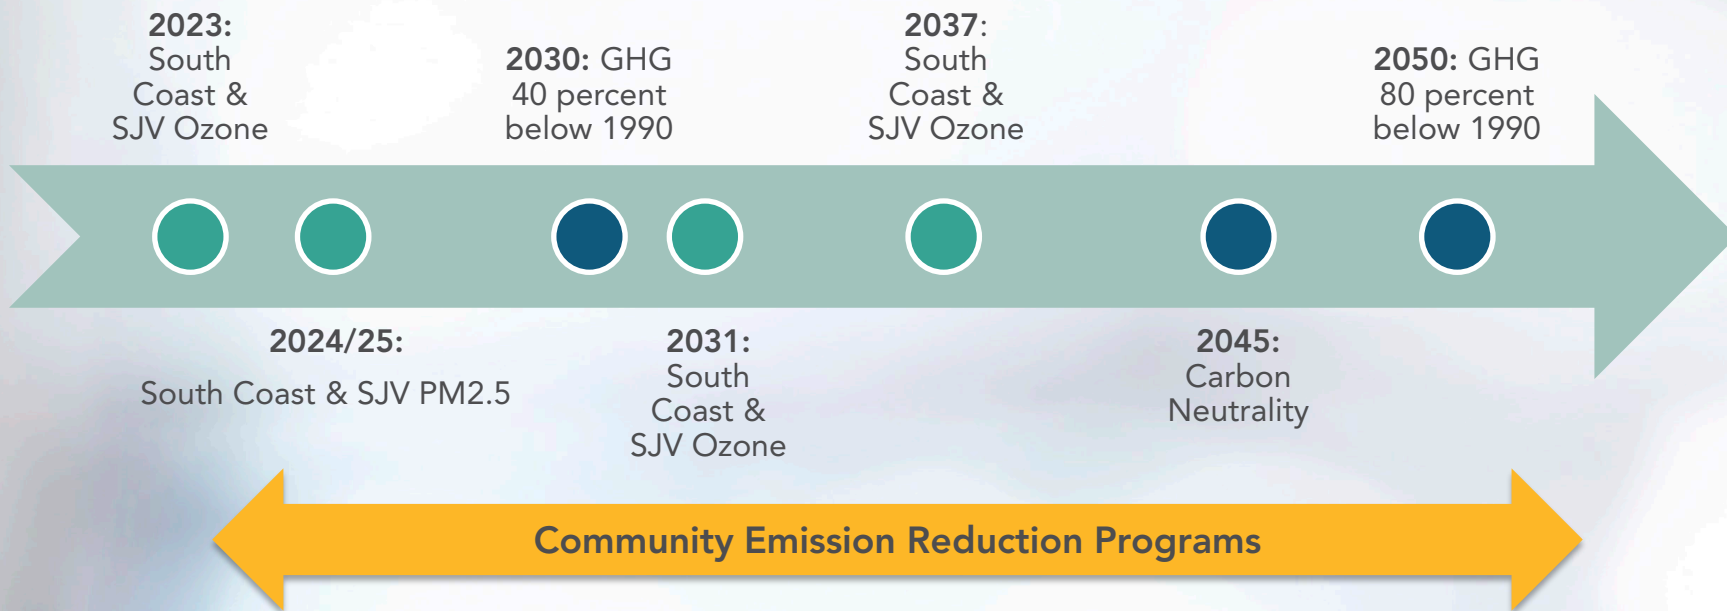 2023:
South
Coast &
SJV Ozone
2030: GHG
40 percent
below 1990
2037:
South
Coast &
SJV Ozone
2050: GHG
80 percent
below 1990
2024/25:
South Coast & SJV PM2.5
2031:
South
Coast &
SJV Ozone
2045:
Carbon
Neutrality
Community Emission Reduction Programs